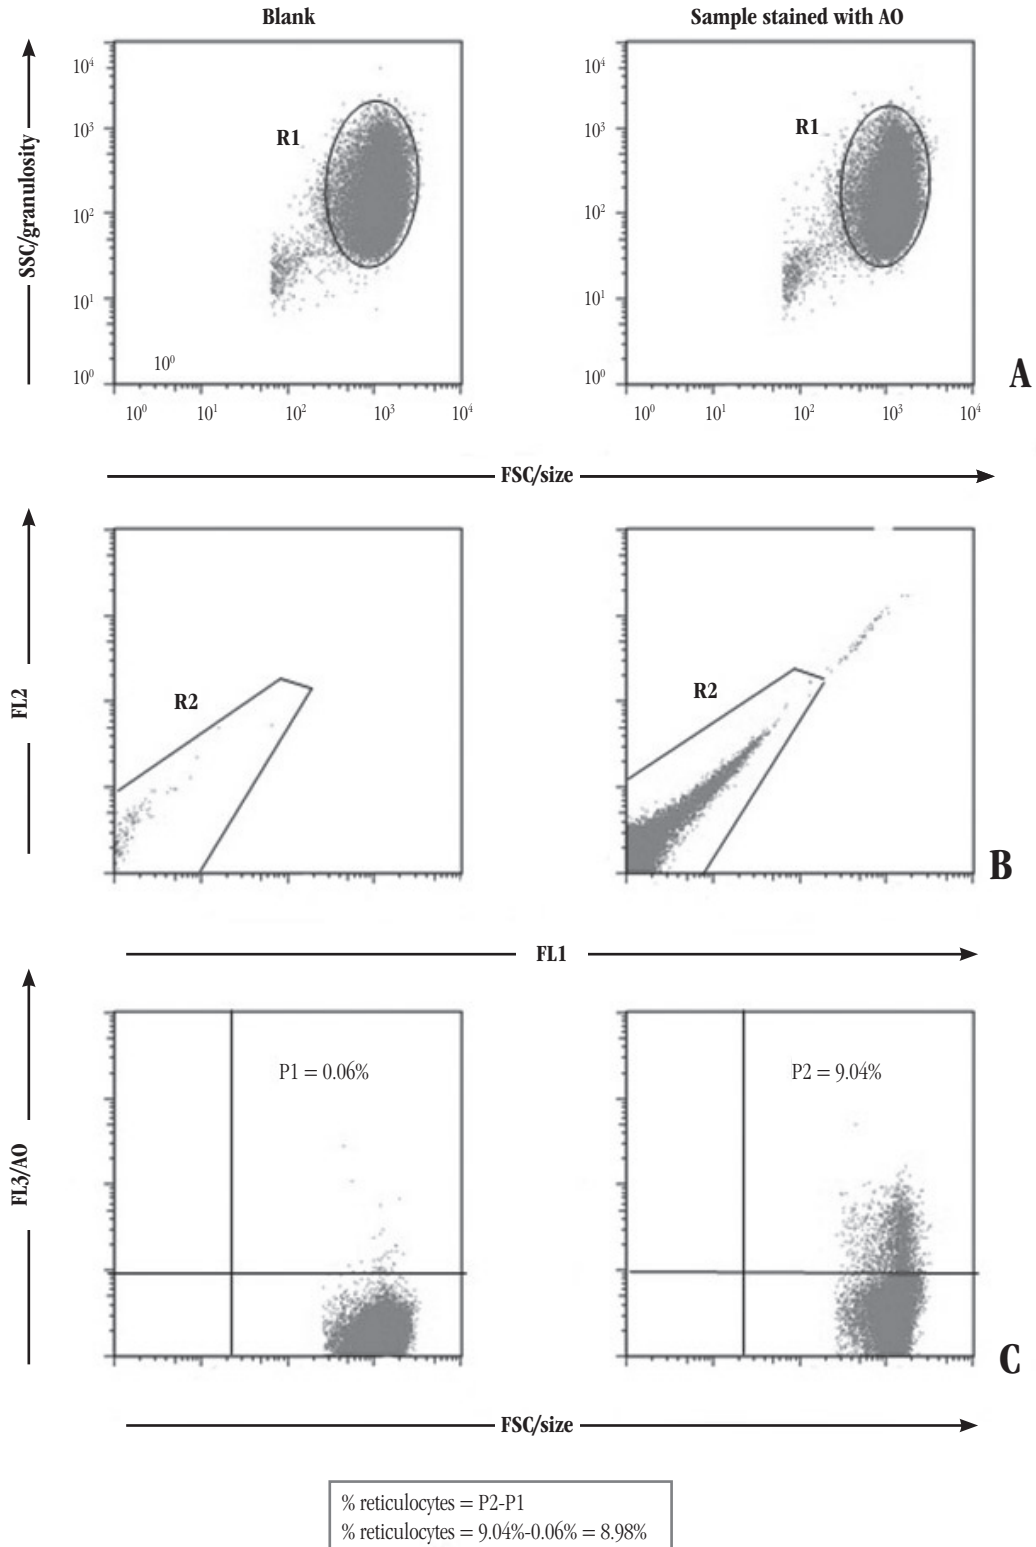 Blank
Sample stained with AO
SSC/granulosity
10⁴
10³
10²
10¹
10⁰
R1
10⁰
10⁰ 10¹ 10² 10³ 10⁴
10⁴
10³
10²
10¹
10⁰
R1
10⁰ 10¹ 10² 10³ 10⁴
A
FSC/size
FL2
R2
R2
B
FL1
FL3/AO
P1 = 0.06%
P2 = 9.04%
C
FSC/size
% reticulocytes = P2-P1
% reticulocytes = 9.04%-0.06% = 8.98%